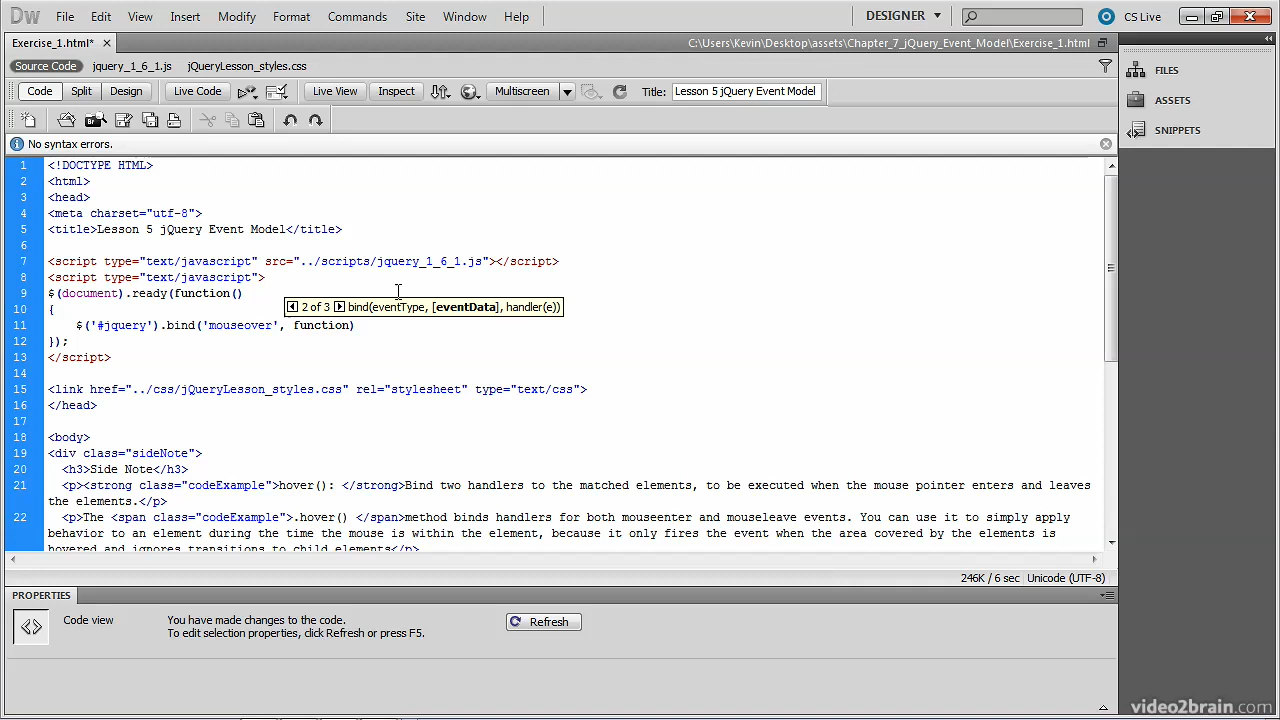 Dw File Edit View Insert Modify Format Commands Site Window Help DESIGNER CS Live
Exercise_1.html* C:\Users\Kevin\Desktop\assets\Chapter_7_jQuery_Event_Model\Exercise_1.html
Source Code jquery_1_6_1.js jQueryLesson_styles.css
Code Split Design Live Code Live View Inspect Multiscreen Title: Lesson 5 jQuery Event Model
No syntax errors.
1 <!DOCTYPE HTML>
2 <html>
3 <head>
4 <meta charset="utf-8">
5 <title>Lesson 5 jQuery Event Model</title>
6
7 <script type="text/javascript" src="../scripts/jquery_1_6_1.js"></script>
8 <script type="text/javascript">
9 $(document).ready(function()
10 {
2 of 3 bind(eventType, [eventData], handler(e))
11 $('#jquery').bind('mouseover', function)
12 });
13 </script>
14
15 <link href="../css/jQueryLesson_styles.css" rel="stylesheet" type="text/css">
16 </head>
17
18 <body>
19 <div class="sideNote">
20 <h3>Side Note</h3>
21 <p><strong class="codeExample">hover(): </strong>Bind two handlers to the matched elements, to be executed when the mouse pointer enters and leaves
the elements.</p>
22 <p>The <span class="codeExample">.hover() </span>method binds handlers for both mouseenter and mouseleave events. You can use it to simply apply
behavior to an element during the time the mouse is within the element, because it only fires the event when the area covered by the elements is
hovered and ignores transitions to child elements</p>
246K / 6 sec Unicode (UTF-8)
PROPERTIES
Code view You have made changes to the code. Refresh
To edit selection properties, click Refresh or press F5.
FILES
ASSETS
SNIPPETS
video2brain.com